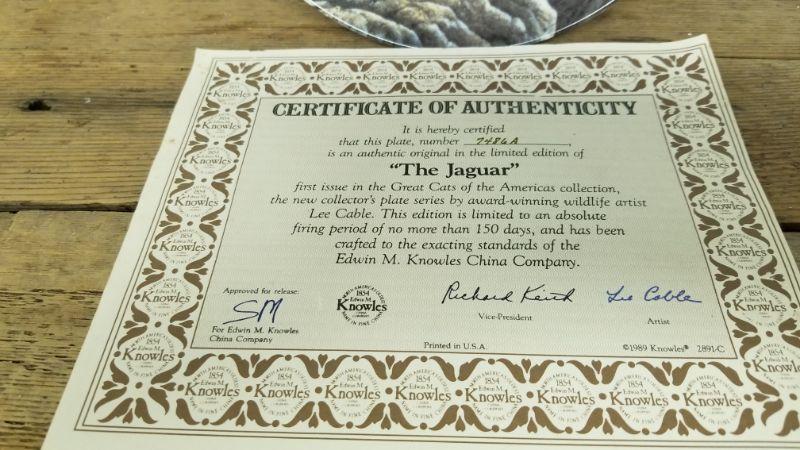 CERTIFICATE OF AUTHENTICITY
It is hereby certified
that this plate, number 7486A,
is an authentic original in the limited edition of
"The Jaguar"
first issue in the Great Cats of the Americas collection,
the new collector's plate series by award-winning wildlife artist
Lee Cable. This edition is limited to an absolute
firing period of no more than 150 days, and has been
crafted to the exacting standards of the
Edwin M. Knowles China Company.
Approved for release:
SM
For Edwin M. Knowles
China Company
1854
Edwin M.
Knowles
Richard Keith
Vice-President
Lee Cable
Artist
Printed in U.S.A.
©1989 Knowles® 2891-C